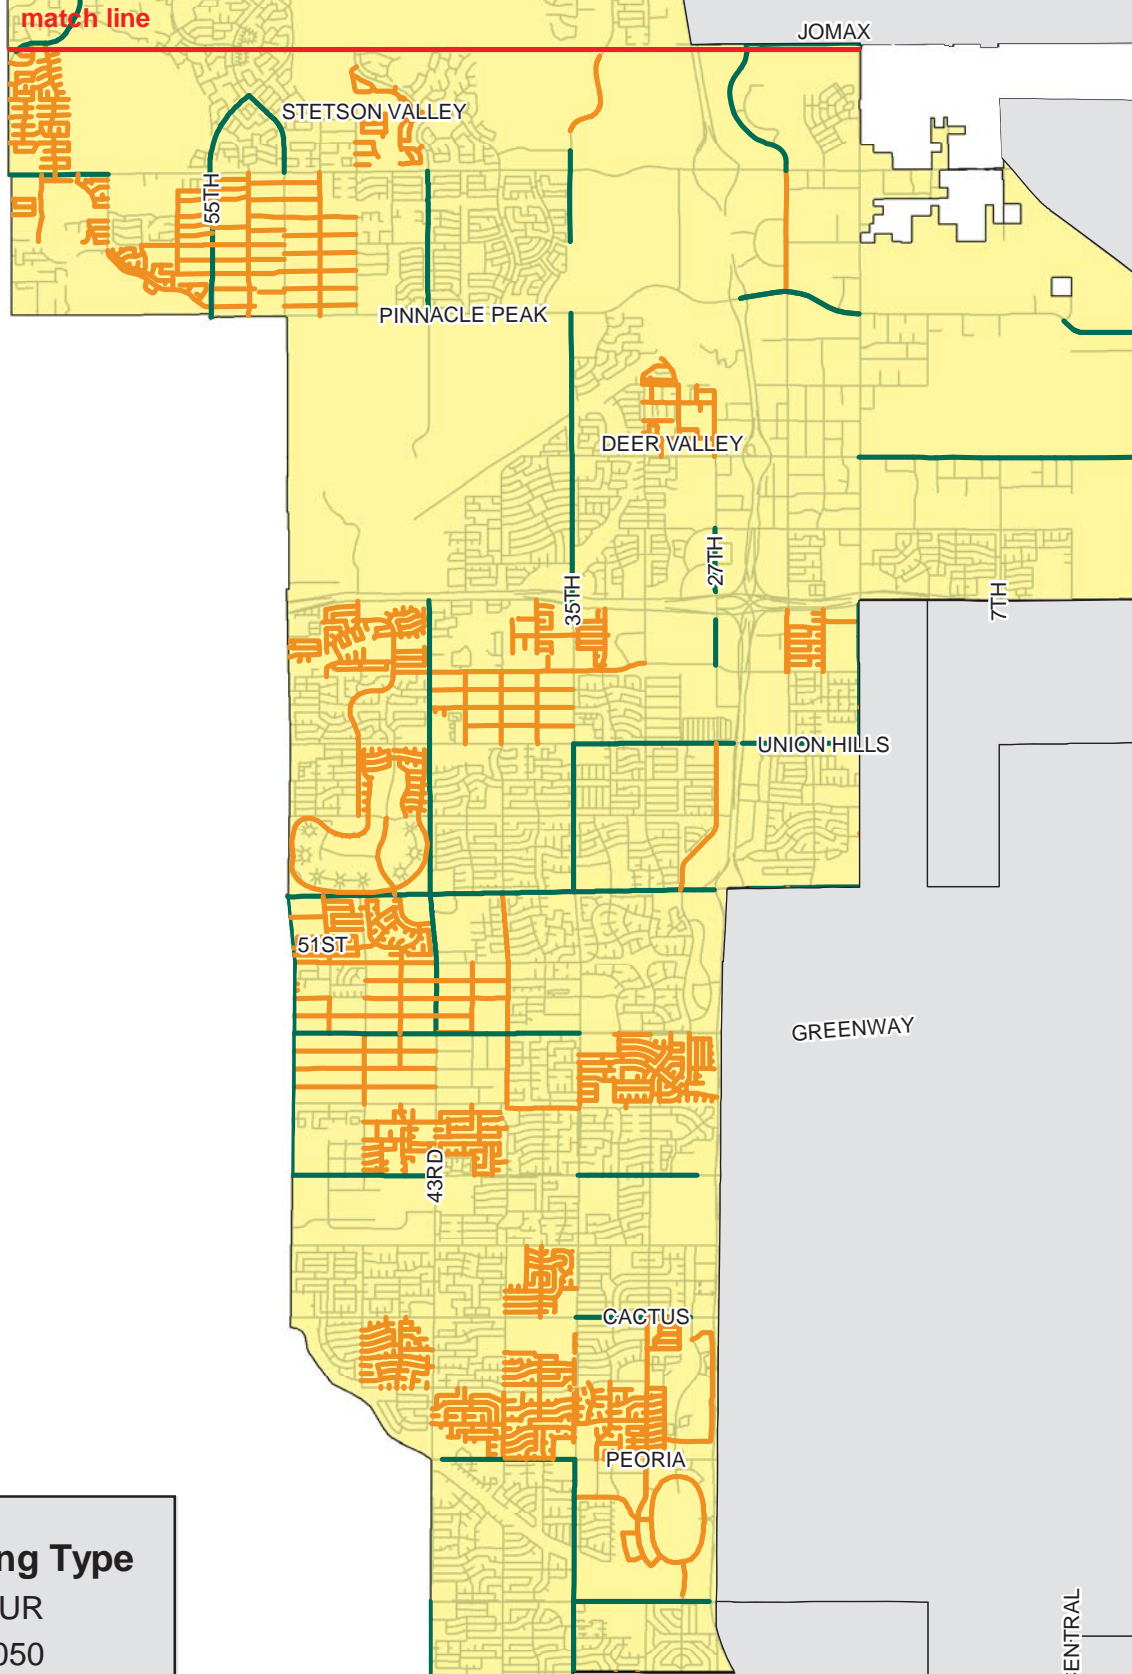 match line
JOMAX
STETSON VALLEY
55TH
PINNACLE PEAK
DEER VALLEY
27TH
35TH
7TH
UNION HILLS
51ST
GREENWAY
43RD
CACTUS
PEORIA
ng Type
UR
050
ENTRAL